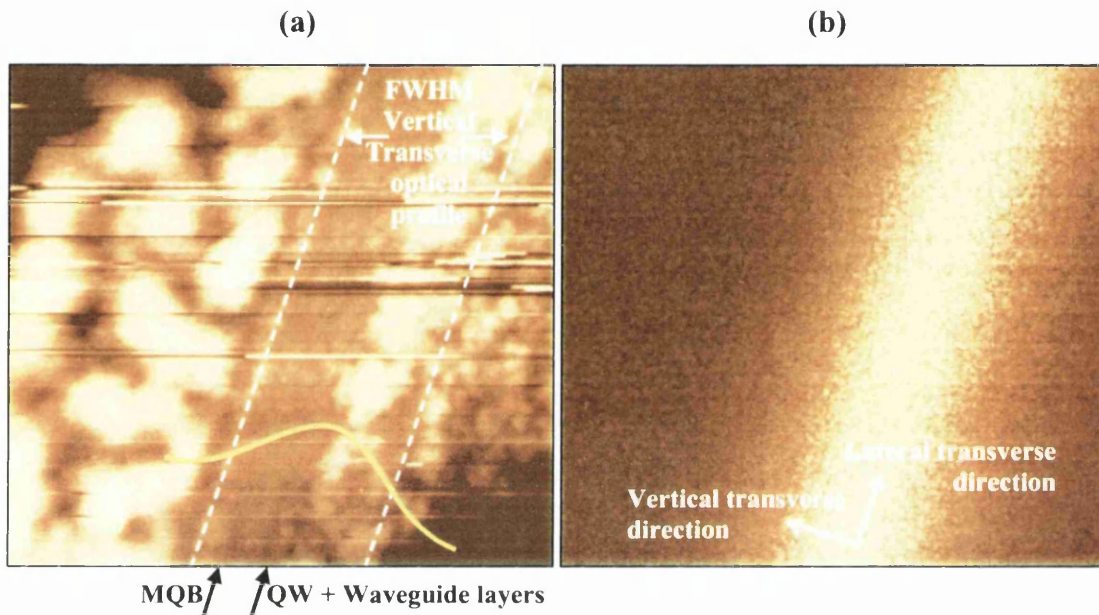 (a)
(b)
FWHM
Vertical
Transverse
optical
profile
Lateral transverse
direction
Vertical transverse
direction
MQB
QW + Waveguide layers